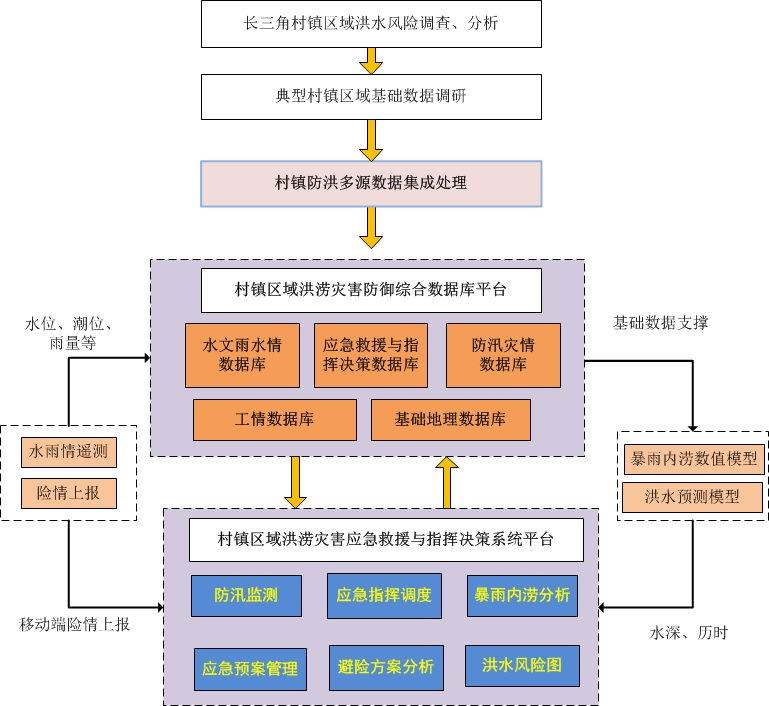 长三角村镇区域洪水风险调查、分析
典型村镇区域基础数据调研
村镇防洪多源数据集成处理
村镇区域洪涝灾害防御综合数据库平台
水文雨水情
数据库
应急救援与指
挥决策数据库
防汛灾情
数据库
工情数据库
基础地理数据库
水位、潮位、
雨量等
基础数据支撑
水雨情遥测
险情上报
暴雨内涝数值模型
洪水预测模型
村镇区域洪涝灾害应急救援与指挥决策系统平台
防汛监测
应急指挥调度
暴雨内涝分析
应急预案管理
避险方案分析
洪水风险图
移动端险情上报
水深、历时